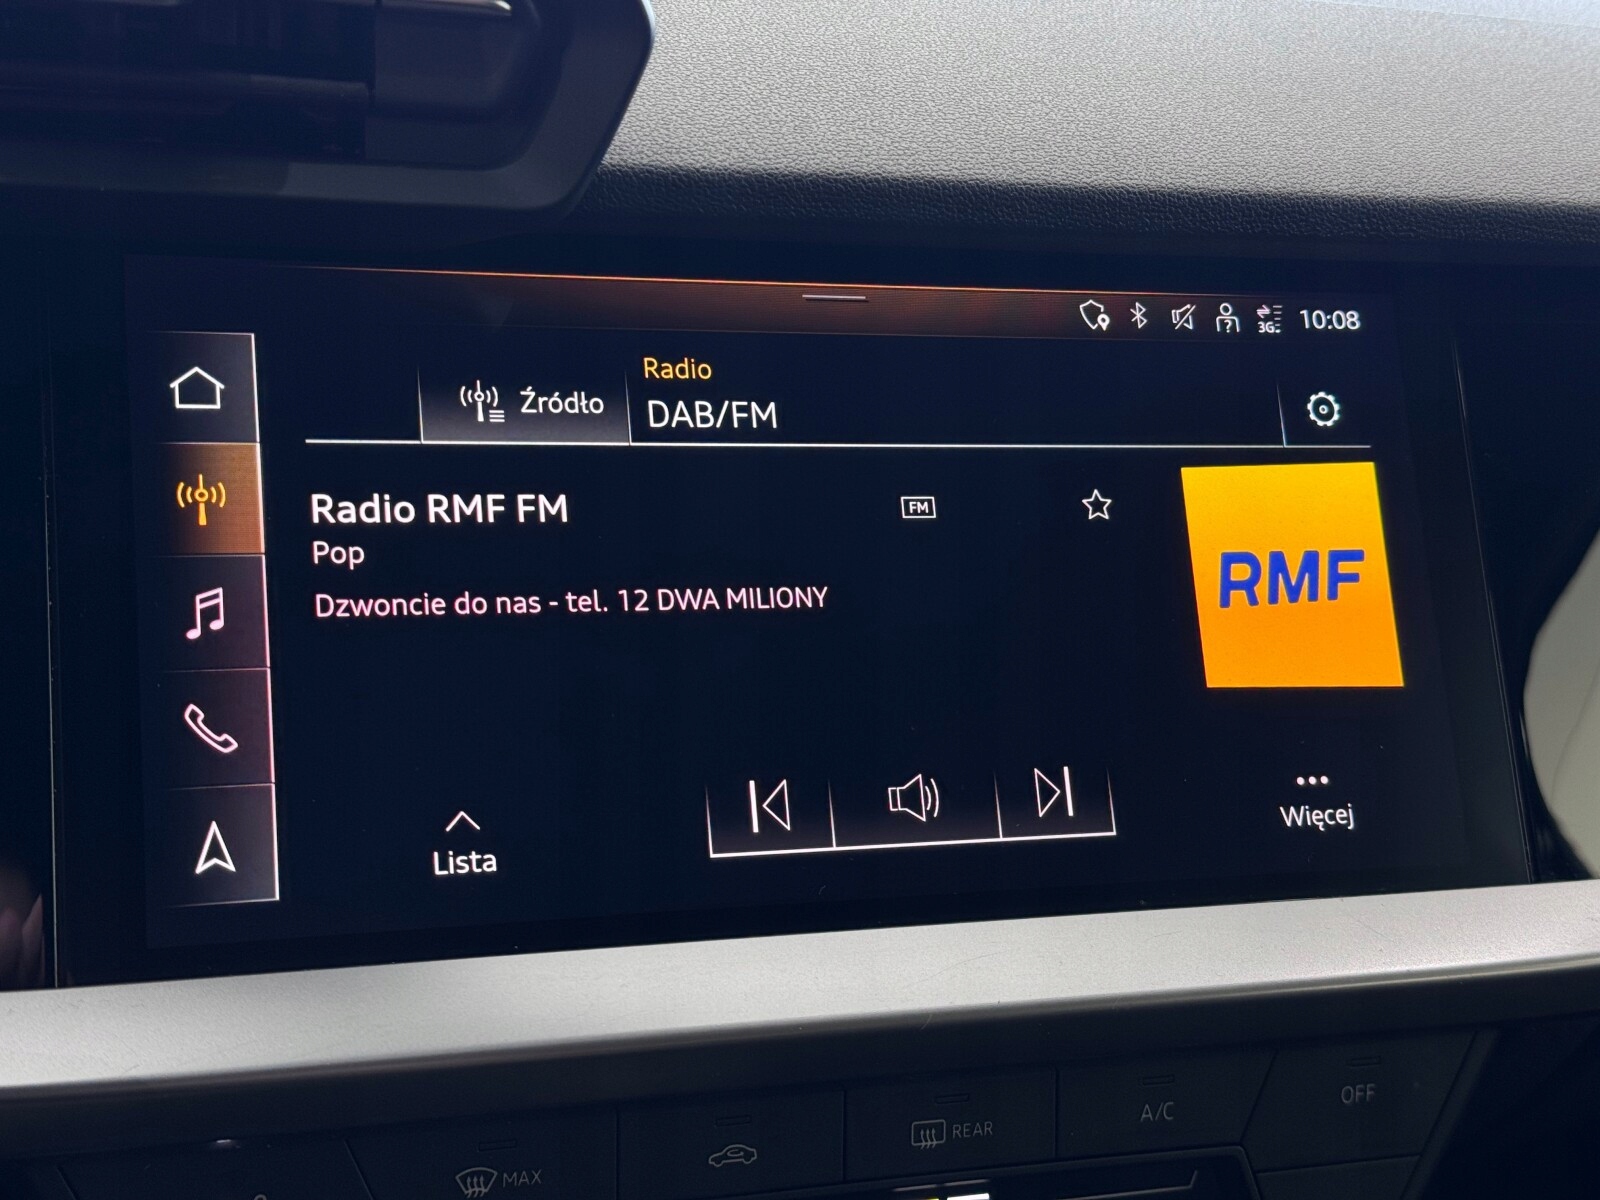 10:08
3G
Źródło
Radio
DAB/FM
Radio RMF FM
FM
Pop
Dzwoncie do nas - tel. 12 DWA MILIONY
RMF
Lista
Więcej
MAX
REAR
A/C
OFF